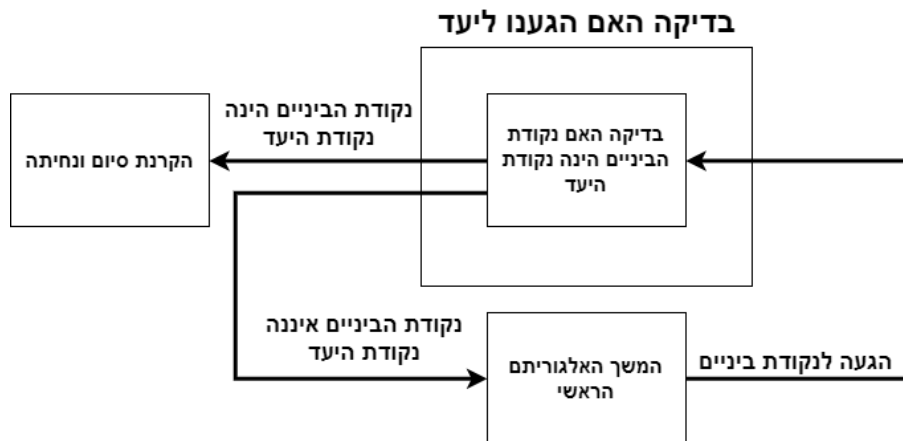 בדיקה האם הגענו ליעד
בדיקה האם נקודת
הביניים הינה נקודת
היעד
נקודת הביניים הינה
נקודת היעד
הקרנת סיום ונחיתה
נקודת הביניים איננה
נקודת היעד
המשך האלגוריתם
הראשי
הגעה לנקודת ביניים